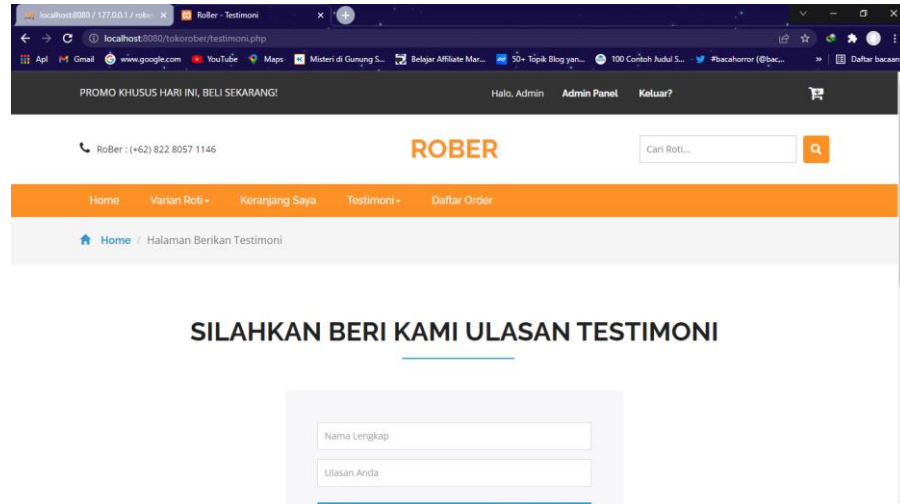 localhost:8080 / 127.0.0.1 / rober
RoBer - Testimoni
localhost:8080/tokorober/testimoni.php
Apl
Gmail
www.google.com
YouTube
Maps
Misteri di Gunung S...
Belajar Affiliate Mar...
50+ Topik Blog yan...
100 Contoh Judul S...
#bacahorror (@bac,...
»
Daftar bacaan
PROMO KHUSUS HARI INI, BELI SEKARANG!
Halo, Admin
Admin Panel
Keluar?
RoBer : (+62) 822 8057 1146
ROBER
Cari Roti...
Home
Varian Roti
Keranjang Saya
Testimoni
Daftar Order
Home / Halaman Berikan Testimoni
SILAHKAN BERI KAMI ULASAN TESTIMONI
Nama Lengkap
Ulasan Anda